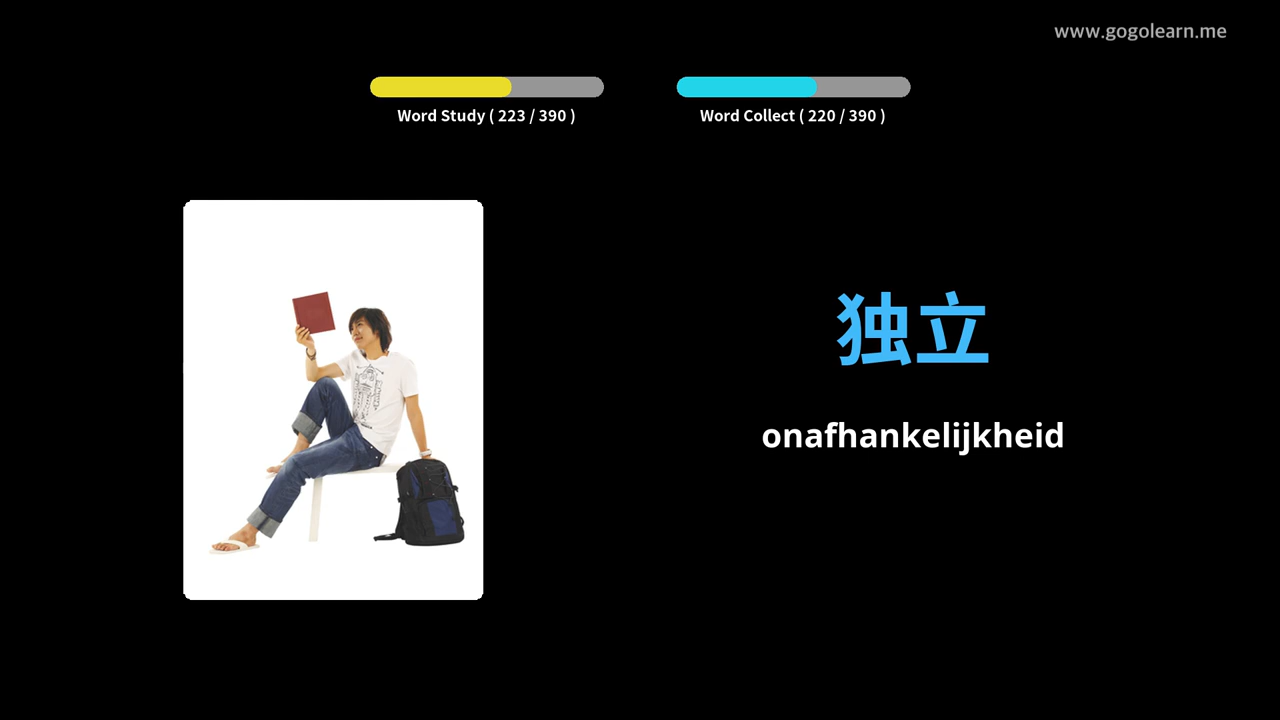 www.gogolearn.me
Word Study ( 223 / 390 )
Word Collect ( 220 / 390 )
独立
onafhankelijkheid